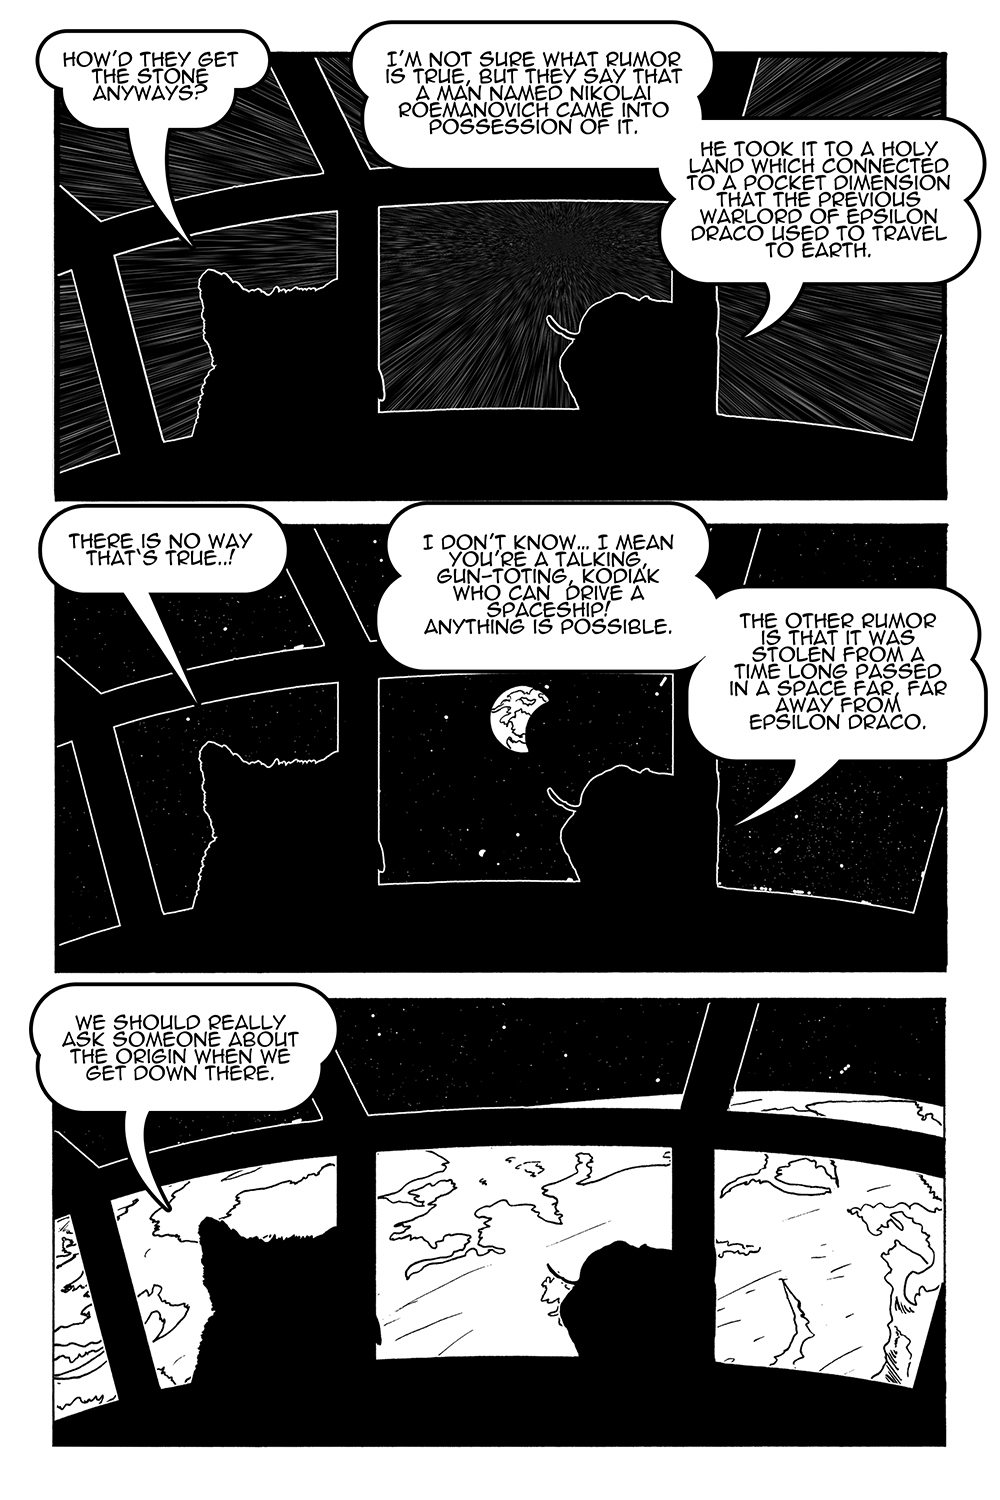 HOW'D THEY GET
THE STONE
ANYWAYS?
I'M NOT SURE WHAT RUMOR
IS TRUE, BUT THEY SAY THAT
A MAN NAMED NIKOLAI
ROEMANOVICH CAME INTO
POSSESSION OF IT.
HE TOOK IT TO A HOLY
LAND WHICH CONNECTED
TO A POCKET DIMENSION
THAT THE PREVIOUS
WARLORD OF EPSILON
DRACO USED TO TRAVEL
TO EARTH.
THERE IS NO WAY
THAT'S TRUE..!
I DON'T KNOW... I MEAN
YOU'RE A TALKING,
GUN-TOTING, KODIAK
WHO CAN DRIVE A
SPACESHIP!
ANYTHING IS POSSIBLE.
THE OTHER RUMOR
IS THAT IT WAS
STOLEN FROM A
TIME LONG PASSED
IN A SPACE FAR, FAR
AWAY FROM
EPSILON DRACO.
WE SHOULD REALLY
ASK SOMEONE ABOUT
THE ORIGIN WHEN WE
GET DOWN THERE.